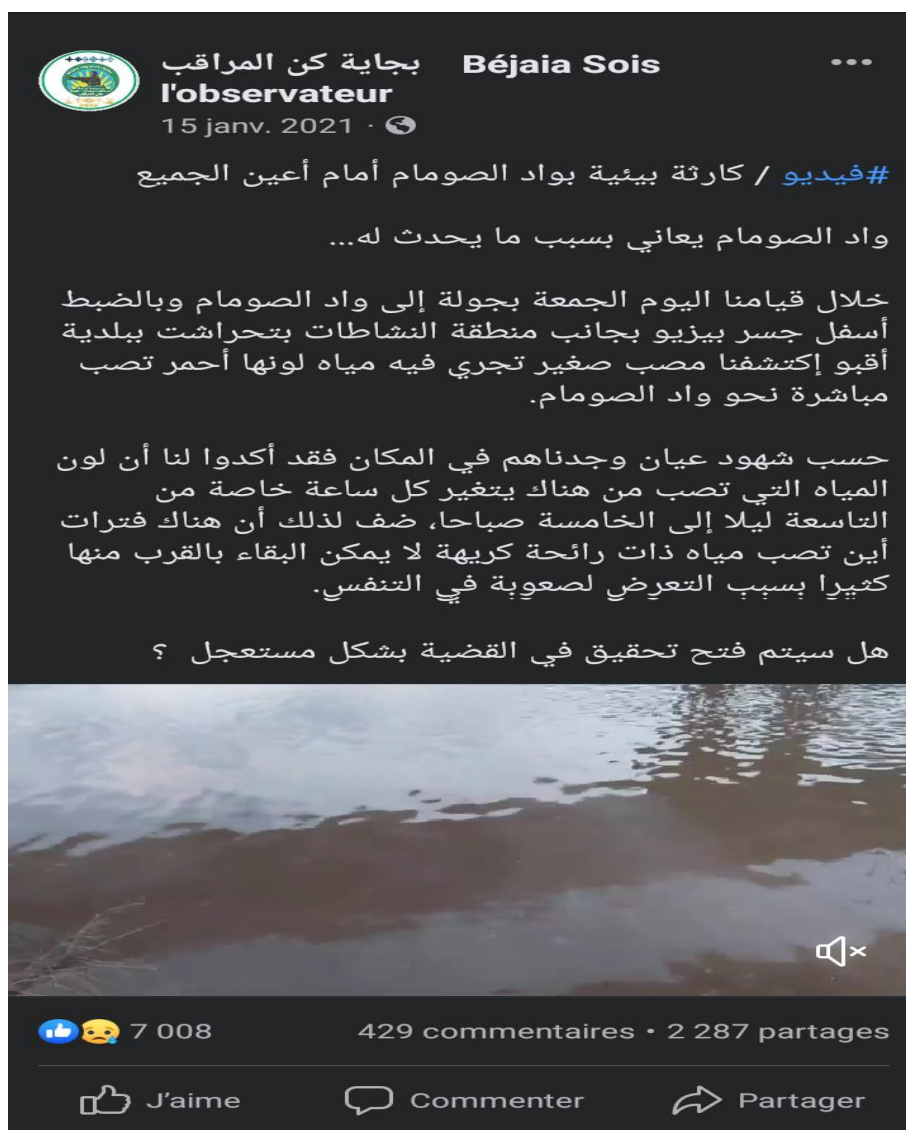 بجاية كن المراقب Béjaia Sois
l'observateur
15 janv. 2021 ·
#فيديو / كارثة بيئية بواد الصومام أمام أعين الجميع
واد الصومام يعاني بسبب ما يحدث له...
خلال قيامنا اليوم الجمعة بجولة إلى واد الصومام وبالضبط
أسفل جسر بيزيو بجانب منطقة النشاطات بتحراشت ببلدية
أقبو إكتشفنا مصب صغير تجري فيه مياه لونها أحمر تصب
مباشرة نحو واد الصومام.
حسب شهود عيان وجدناهم في المكان فقد أكدوا لنا أن لون
المياه التي تصب من هناك يتغير كل ساعة خاصة من
التاسعة ليلا إلى الخامسة صباحا، ضف لذلك أن هناك فترات
أين تصب مياه ذات رائحة كريهة لا يمكن البقاء بالقرب منها
كثيرا بسبب التعرض لصعوبة في التنفس.
هل سيتم فتح تحقيق في القضية بشكل مستعجل ؟
7 008
429 commentaires • 2 287 partages
J'aime
Commenter
Partager